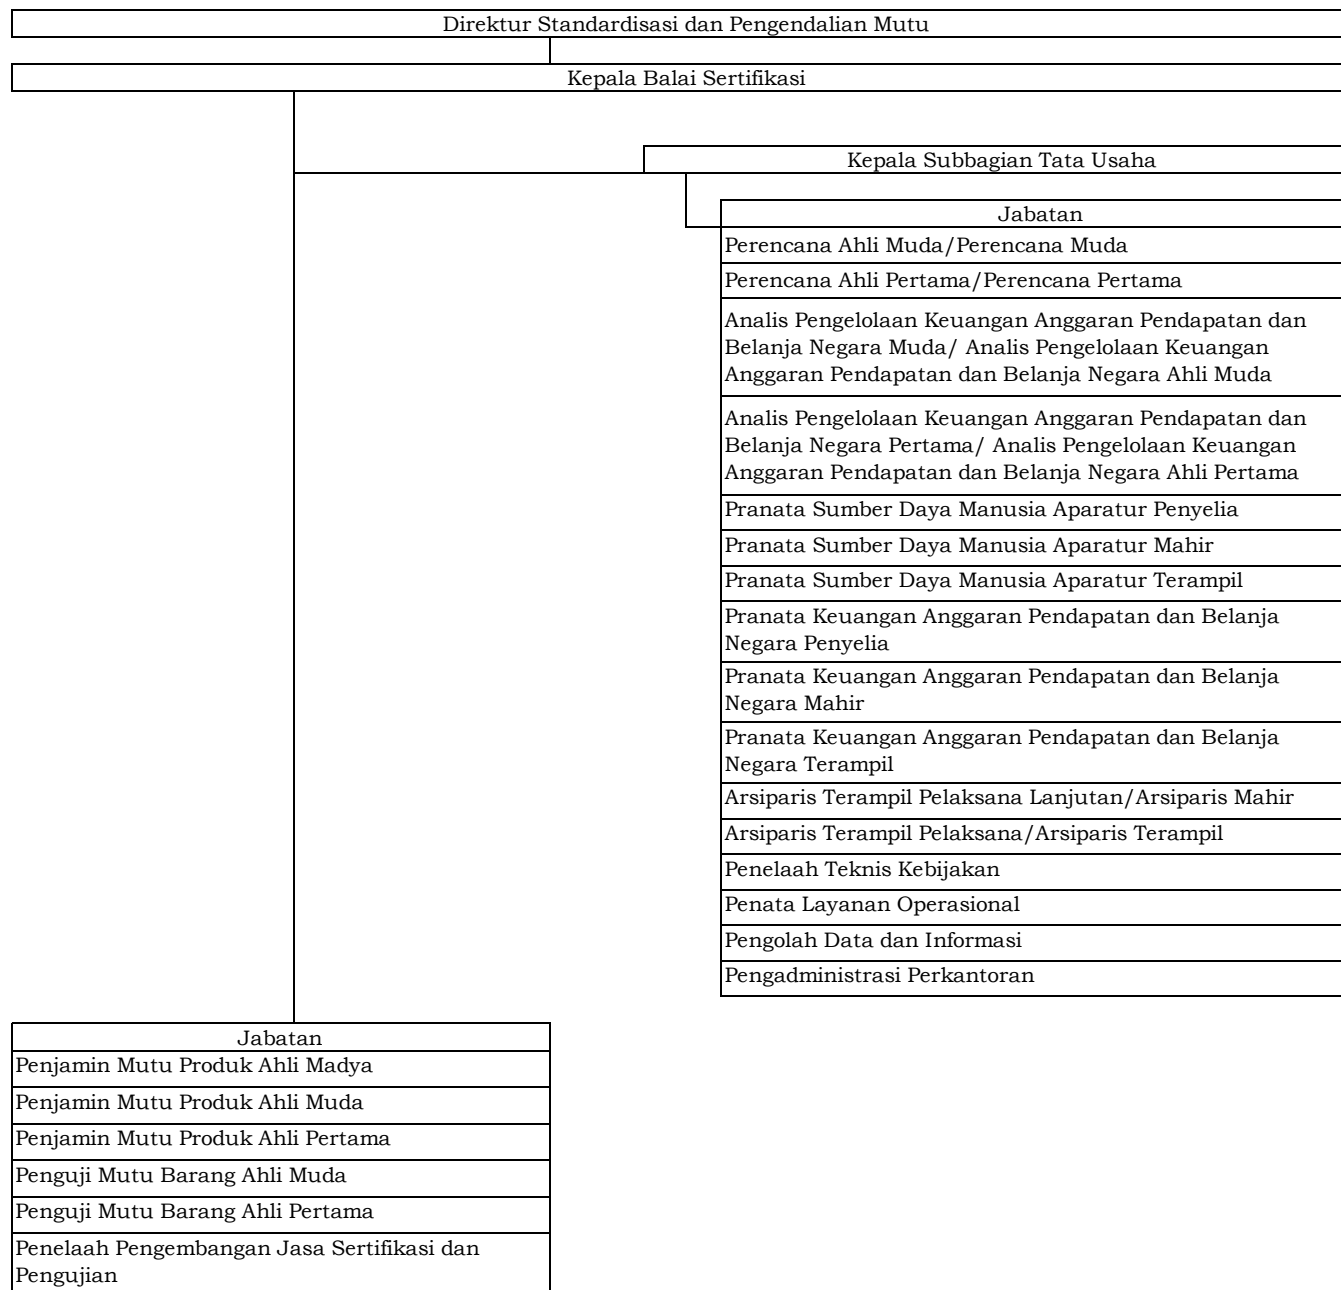 Direktur Standardisasi dan Pengendalian Mutu
Kepala Balai Sertifikasi
Kepala Subbagian Tata Usaha
Jabatan
Perencana Ahli Muda/Perencana Muda
Perencana Ahli Pertama/Perencana Pertama
Analis Pengelolaan Keuangan Anggaran Pendapatan dan
Belanja Negara Muda/ Analis Pengelolaan Keuangan
Anggaran Pendapatan dan Belanja Negara Ahli Muda
Analis Pengelolaan Keuangan Anggaran Pendapatan dan
Belanja Negara Pertama/ Analis Pengelolaan Keuangan
Anggaran Pendapatan dan Belanja Negara Ahli Pertama
Pranata Sumber Daya Manusia Aparatur Penyelia
Pranata Sumber Daya Manusia Aparatur Mahir
Pranata Sumber Daya Manusia Aparatur Terampil
Pranata Keuangan Anggaran Pendapatan dan Belanja
Negara Penyelia
Pranata Keuangan Anggaran Pendapatan dan Belanja
Negara Mahir
Pranata Keuangan Anggaran Pendapatan dan Belanja
Negara Terampil
Arsiparis Terampil Pelaksana Lanjutan/Arsiparis Mahir
Arsiparis Terampil Pelaksana/Arsiparis Terampil
Penelaah Teknis Kebijakan
Penata Layanan Operasional
Pengolah Data dan Informasi
Pengadministrasi Perkantoran
Jabatan
Penjamin Mutu Produk Ahli Madya
Penjamin Mutu Produk Ahli Muda
Penjamin Mutu Produk Ahli Pertama
Penguji Mutu Barang Ahli Muda
Penguji Mutu Barang Ahli Pertama
Penelaah Pengembangan Jasa Sertifikasi dan
Pengujian